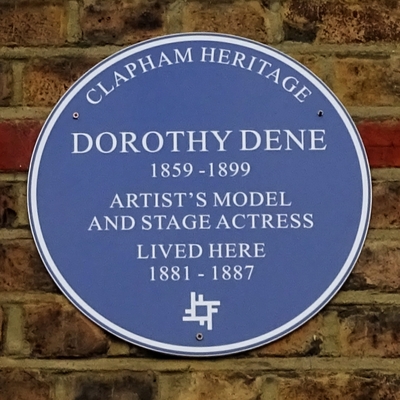 CLAPHAM HERITAGE
DOROTHY DENE
1859 -1899
ARTIST'S MODEL
AND STAGE ACTRESS
LIVED HERE
1881 - 1887